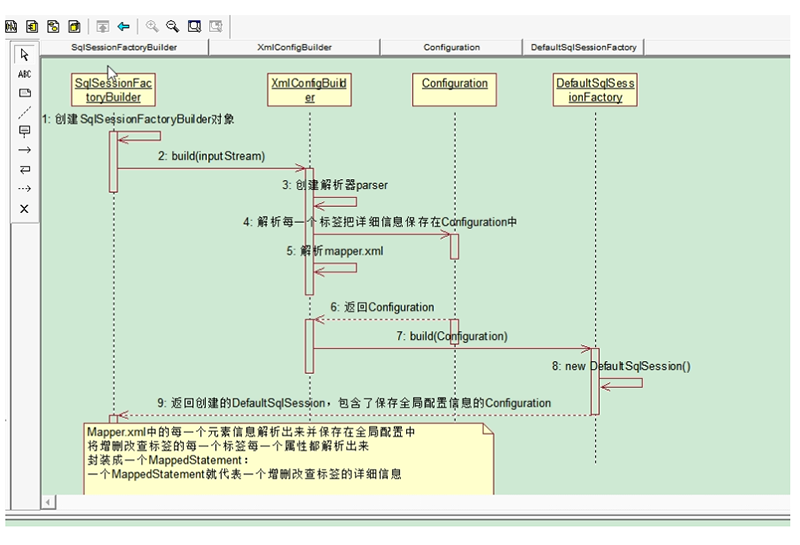 SqlSessionFactoryBuilder
XmlConfigBuilder
Configuration
DefaultSqlSessionFactory
ABC
SqlSessionFac
toryBuilder
XmlConfigBuild
er
Configuration
DefaultSqlSess
ionFactory
1: 创建SqlSessionFactoryBuilder对象
2: build(inputStream)
3: 创建解析器parser
4: 解析每一个标签把详细信息保存在Configuration中
5: 解析mapper.xml
6: 返回Configuration
7: build(Configuration)
8: new DefaultSqlSession()
9: 返回创建的DefaultSqlSession，包含了保存全局配置信息的Configuration
Mapper.xml中的每一个元素信息解析出来并保存在全局配置中
将增删改查标签的每一个标签每一个属性都解析出来
封装成一个MappedStatement：
一个MappedStatement就代表一个增删改查标签的详细信息